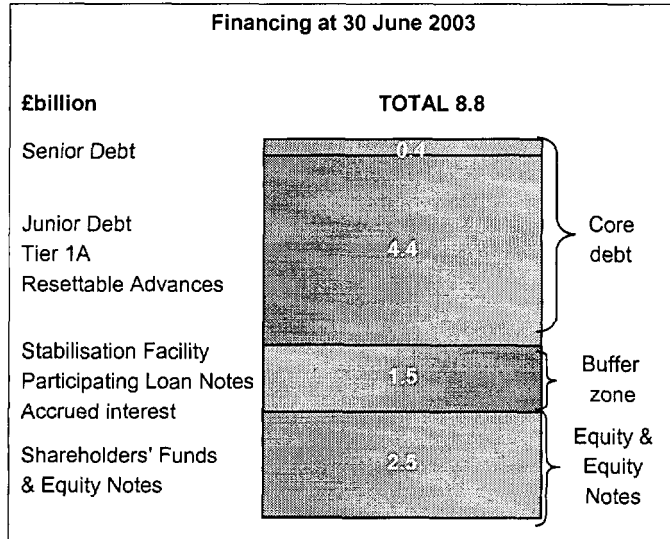 Financing at 30 June 2003
£billion TOTAL 8.8
Senior Debt 0.4
Junior Debt
Tier 1A 4.4
Resettable Advances
Core
debt
Stabilisation Facility
Participating Loan Notes 1.5
Accrued interest
Buffer
zone
Shareholders' Funds 2.5
& Equity Notes
Equity &
Equity
Notes